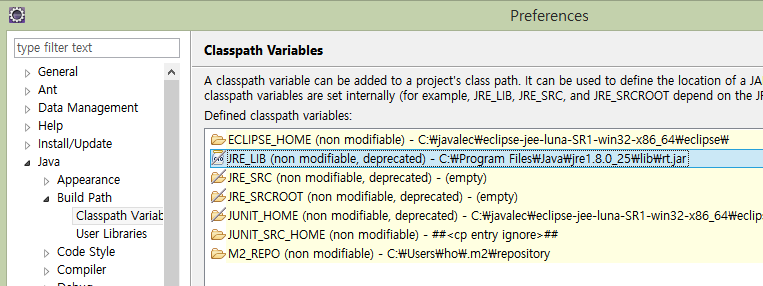 Preferences
type filter text
General
Ant
Data Management
Help
Install/Update
Java
Appearance
Build Path
Classpath Variab
User Libraries
Code Style
Compiler
Classpath Variables
A classpath variable can be added to a project's class path. It can be used to define the location of a JA
classpath variables are set internally (for example, JRE_LIB, JRE_SRC, and JRE_SRCROOT depend on the JR
Defined classpath variables:
ECLIPSE_HOME (non modifiable) - C:₩javalec₩eclipse-jee-luna-SR1-win32-x86_64₩eclipse₩
JRE_LIB (non modifiable, deprecated) - C:₩Program Files₩Java₩jre1.8.0_25₩lib₩rt.jar
JRE_SRC (non modifiable, deprecated) - (empty)
JRE_SRCROOT (non modifiable, deprecated) - (empty)
JUNIT_HOME (non modifiable, deprecated) - C:₩javalec₩eclipse-jee-luna-SR1-win32-x86_64₩eclip
JUNIT_SRC_HOME (non modifiable, deprecated) - ##<cp entry ignore>##
M2_REPO (non modifiable) - C:₩Users₩ho₩.m2₩repository